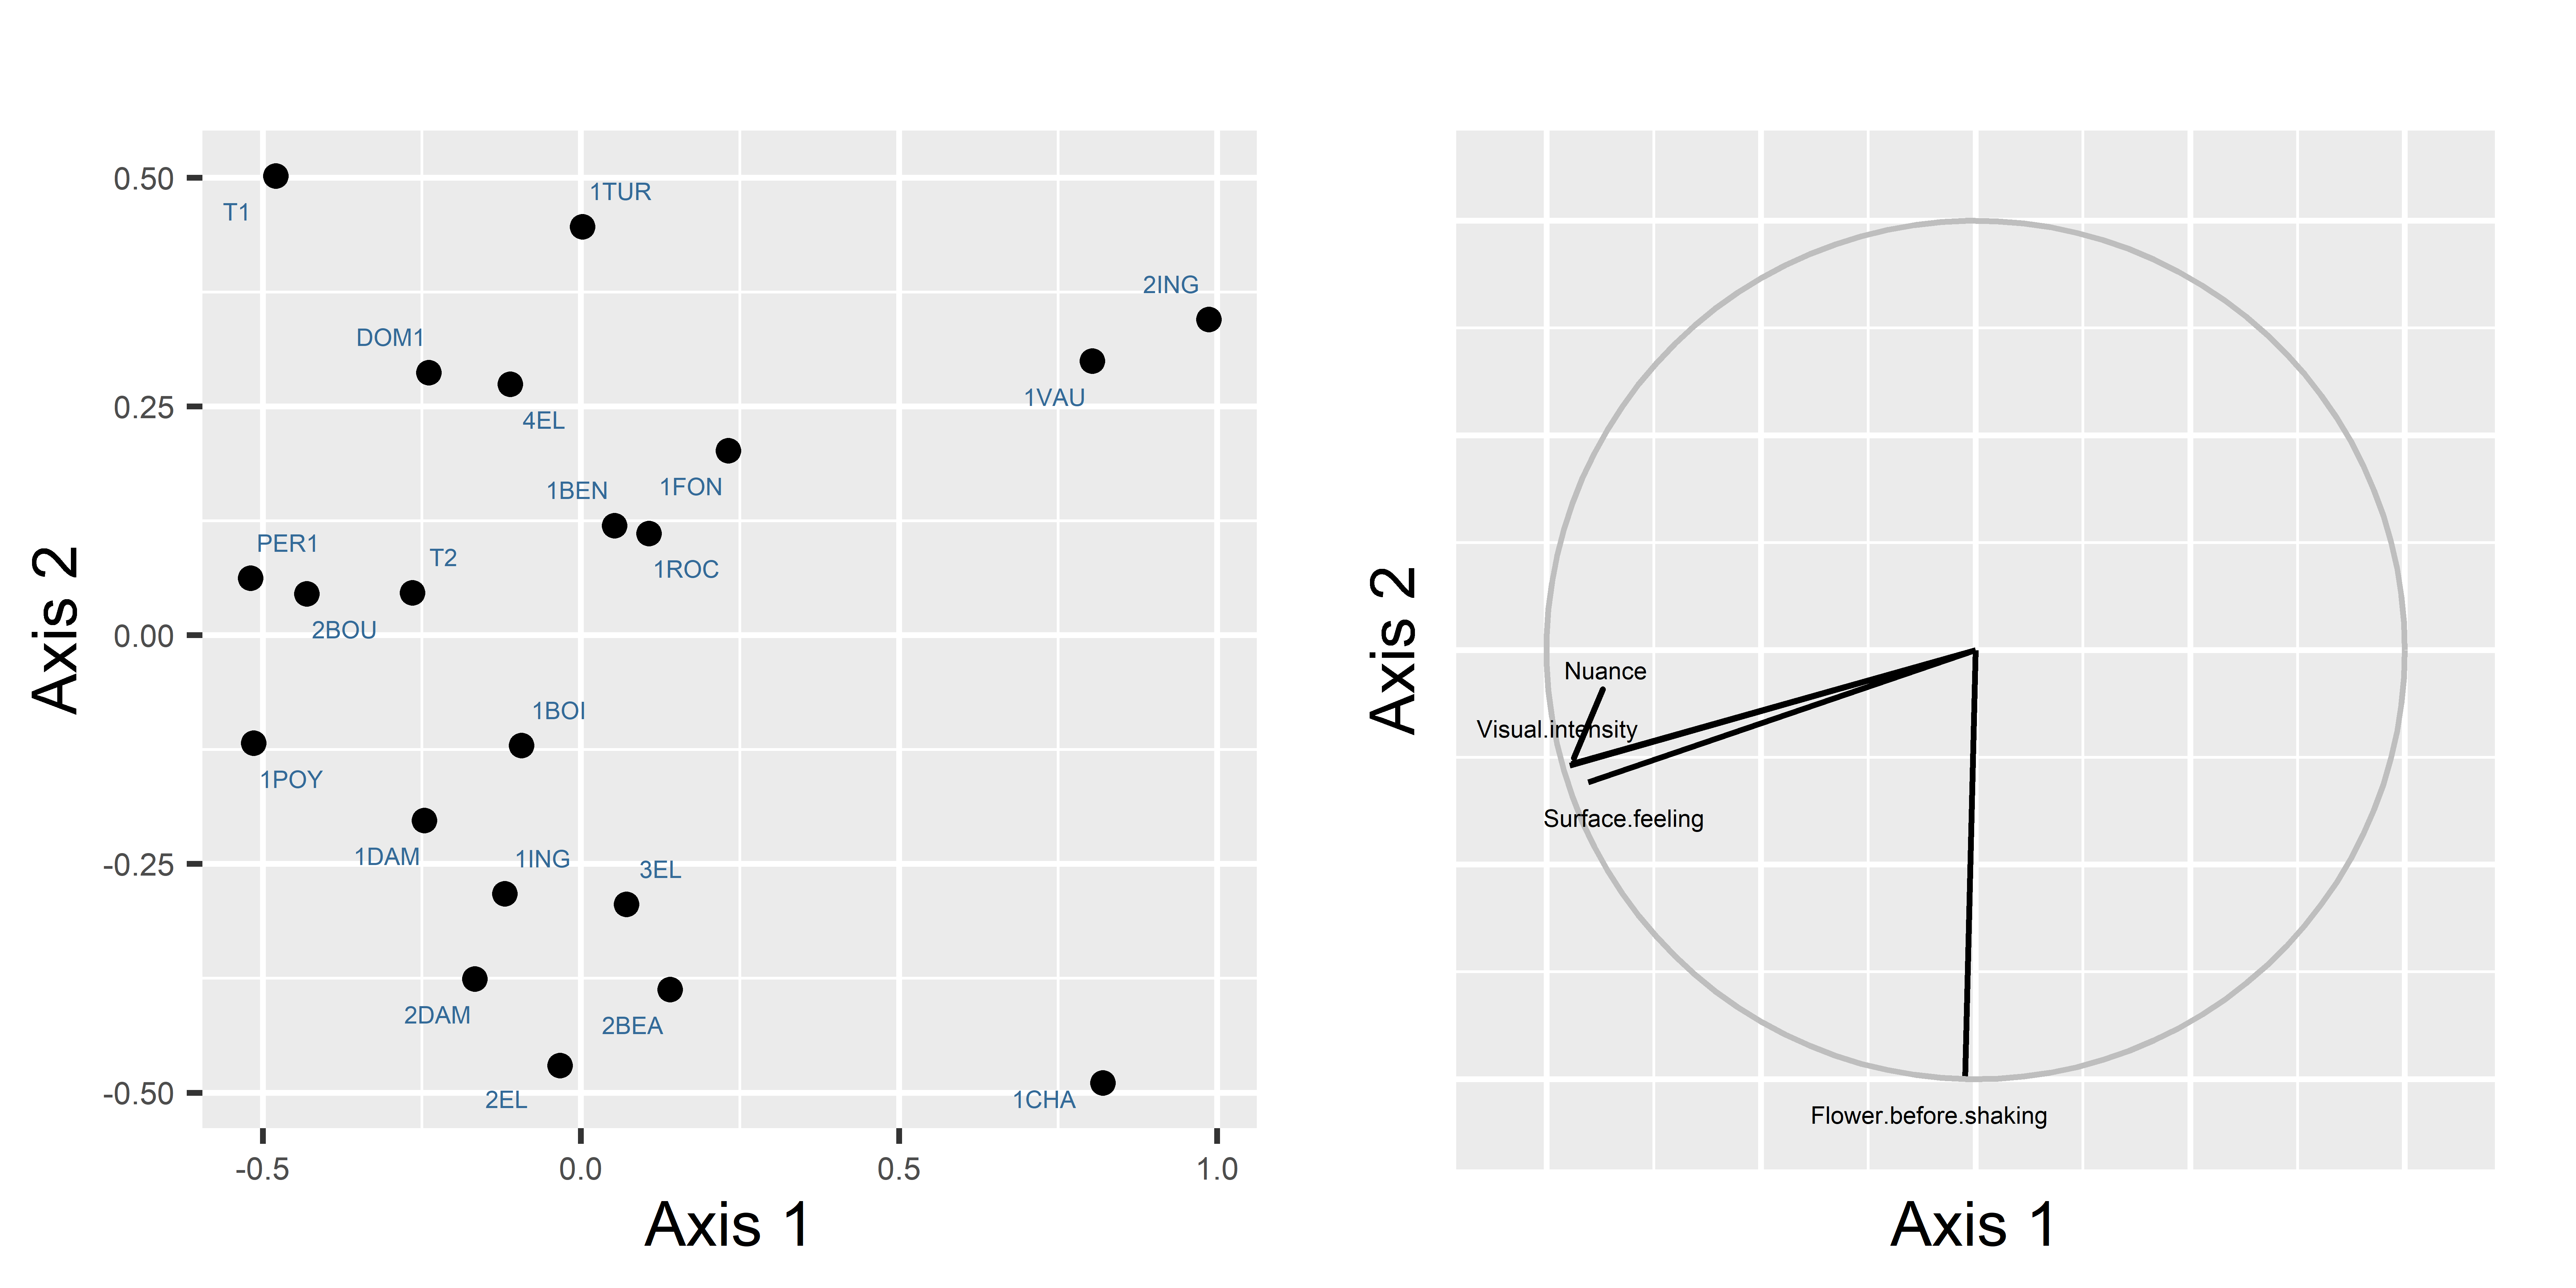 Axis 2
0.50
0.25
0.00
-0.25
-0.50
T1
1TUR
2ING
DOM1
1VAU
4EL
1BEN
1FON
PER1
T2
1ROC
2BOU
1BOI
1POY
1DAM
1ING
3EL
2DAM
2BEA
2EL
1CHA
-0.5
0.0
0.5
1.0
Axis 1
Axis 2
Nuance
Visual.intensity
Surface.feeling
Flower.before.shaking
Axis 1